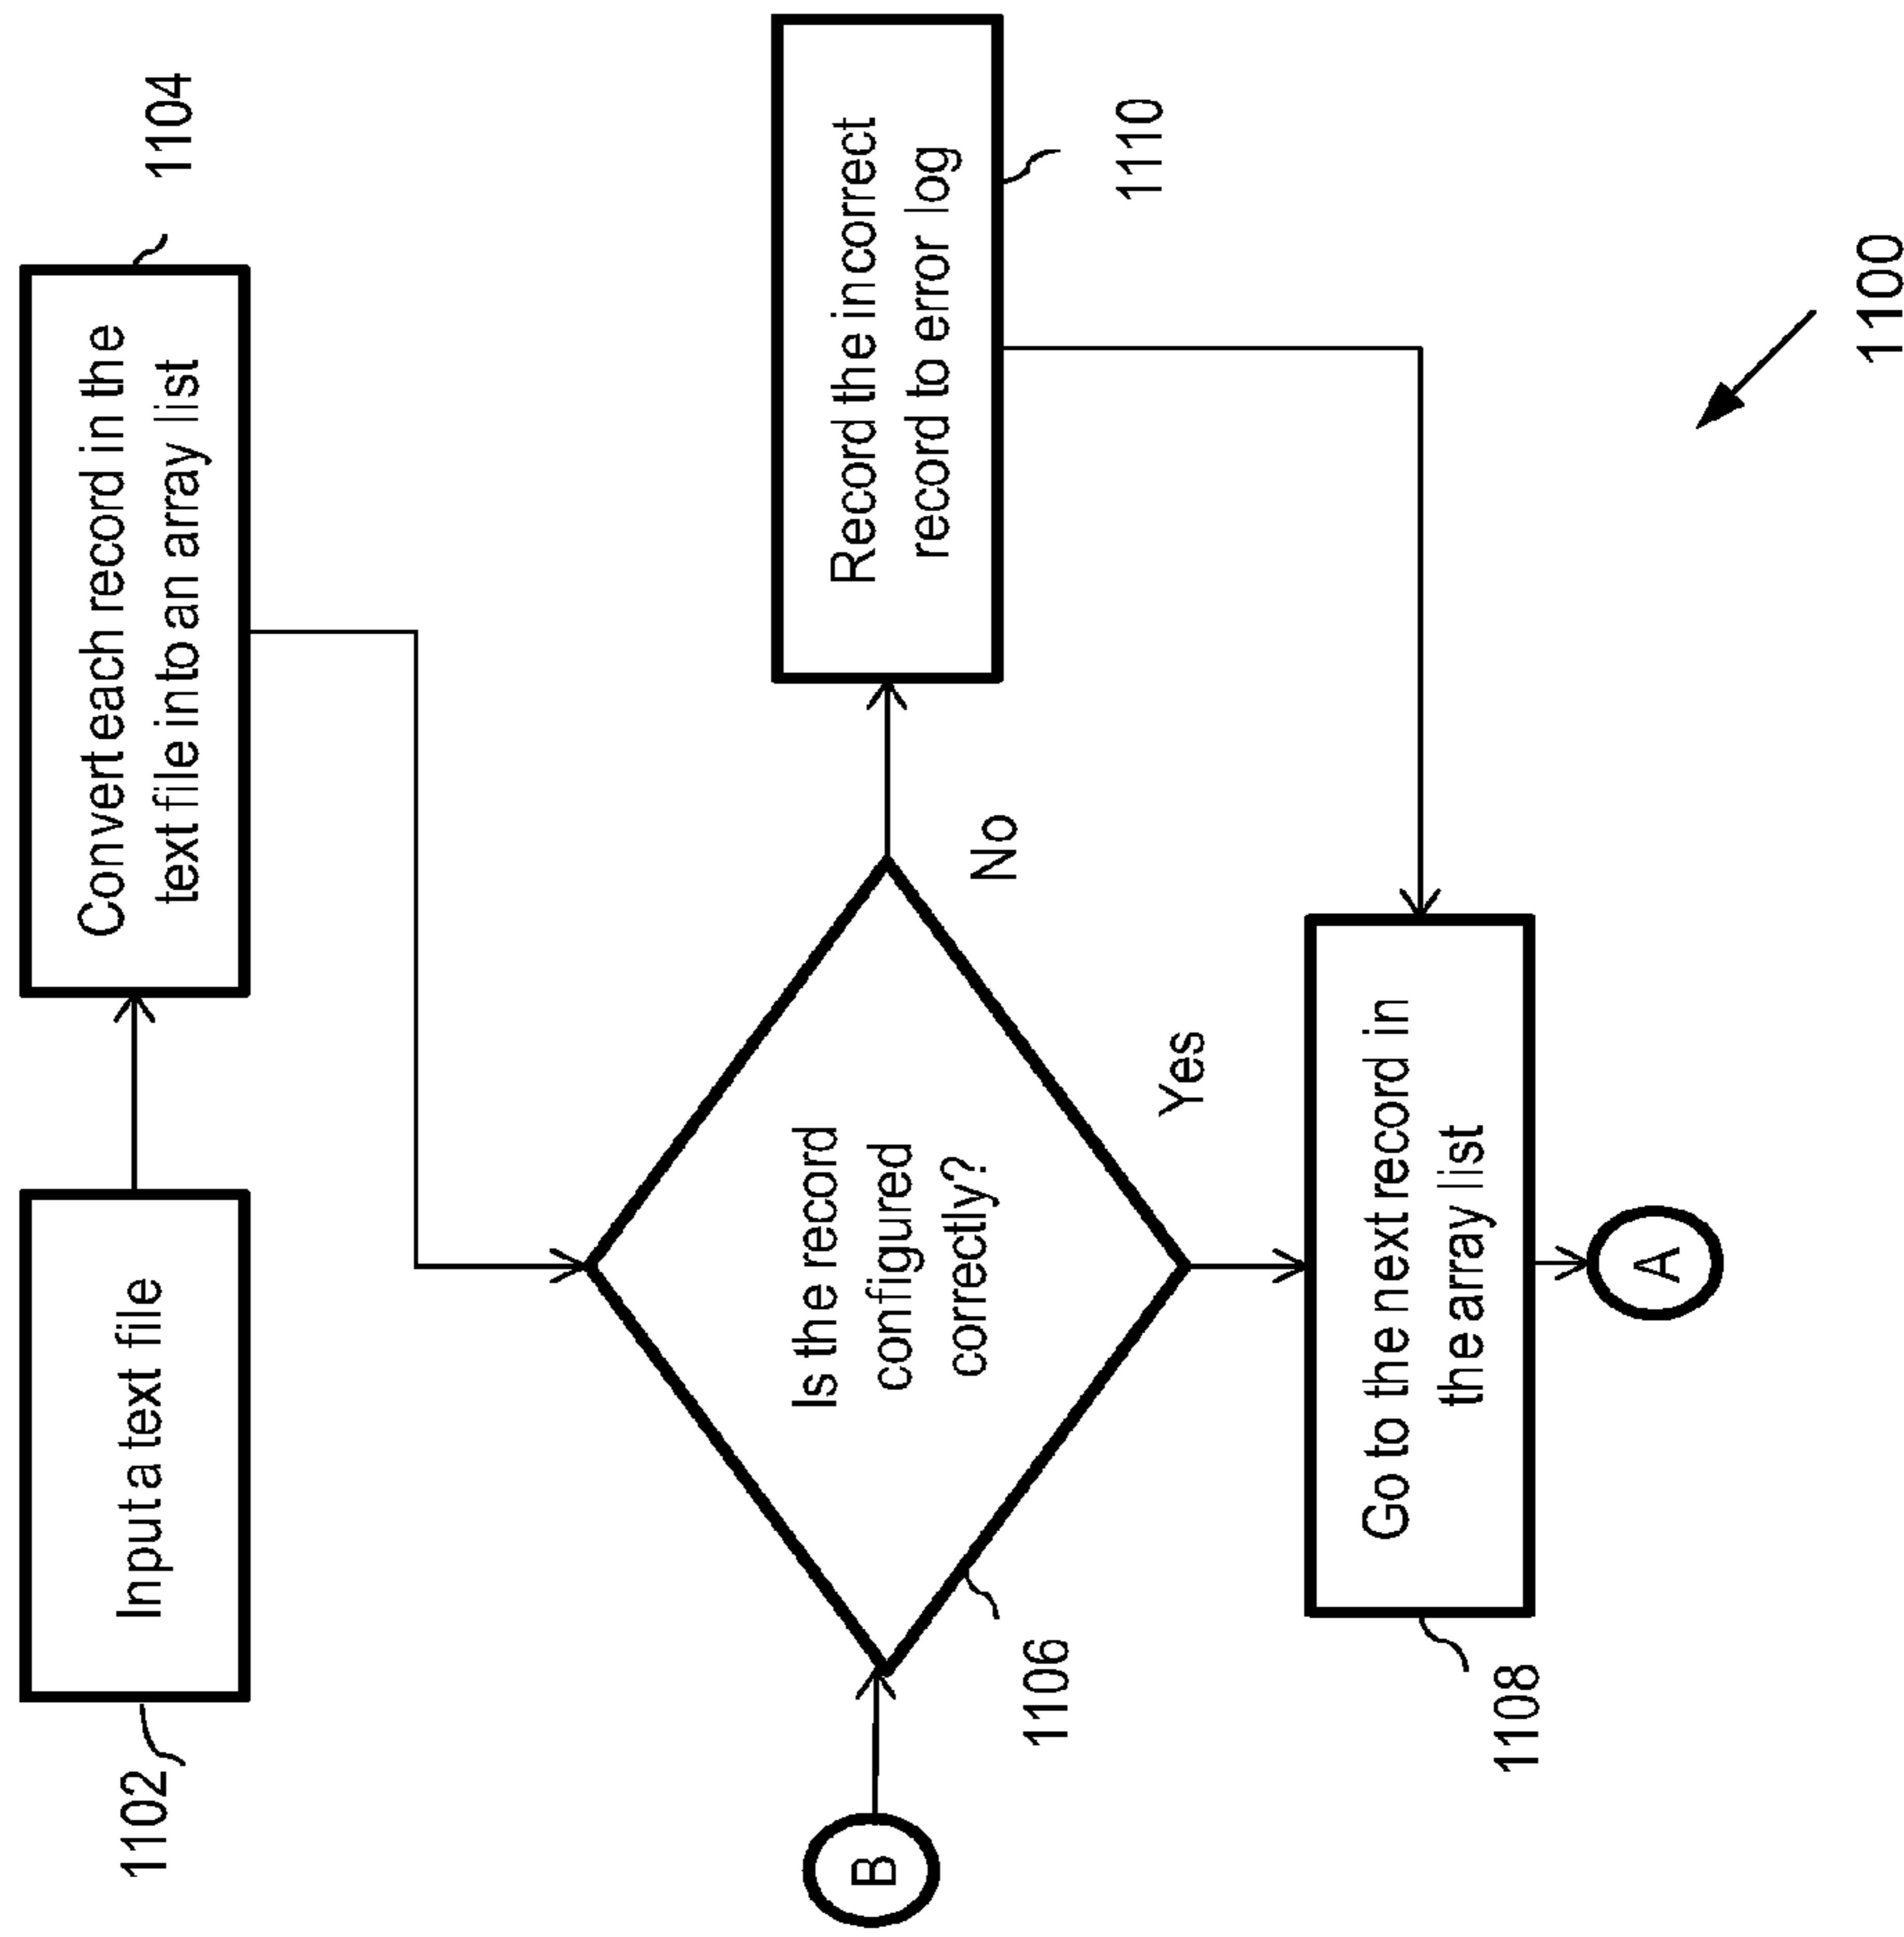 1102
Input a text file
Convert each record in the
text file into an array list
1104
B
Is the record
configured
correctly?
1106
No
Record the incorrect
record to error log
1110
Yes
Go to the next record in
the array list
1108
A
1100